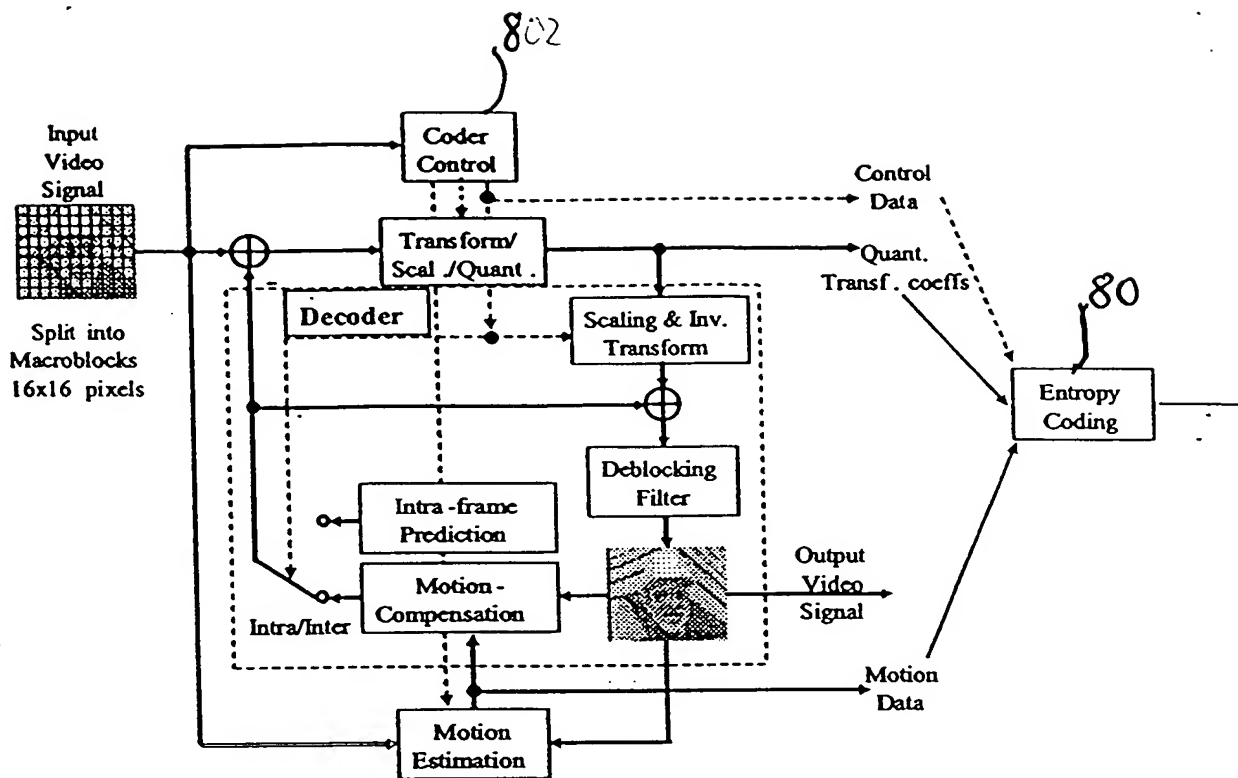 802
Input
Video
Signal
Coder
Control
Control
Data
Transform/
Scal./Quant.
Quant.
Transf. coeffs
Decoder
Scaling & Inv.
Transform
80
Split into
Macroblocks
16x16 pixels
Entropy
Coding
Deblocking
Filter
Intra-frame
Prediction
Output
Video
Signal
Motion-
Compensation
Intra/Inter
Motion
Data
Motion
Estimation